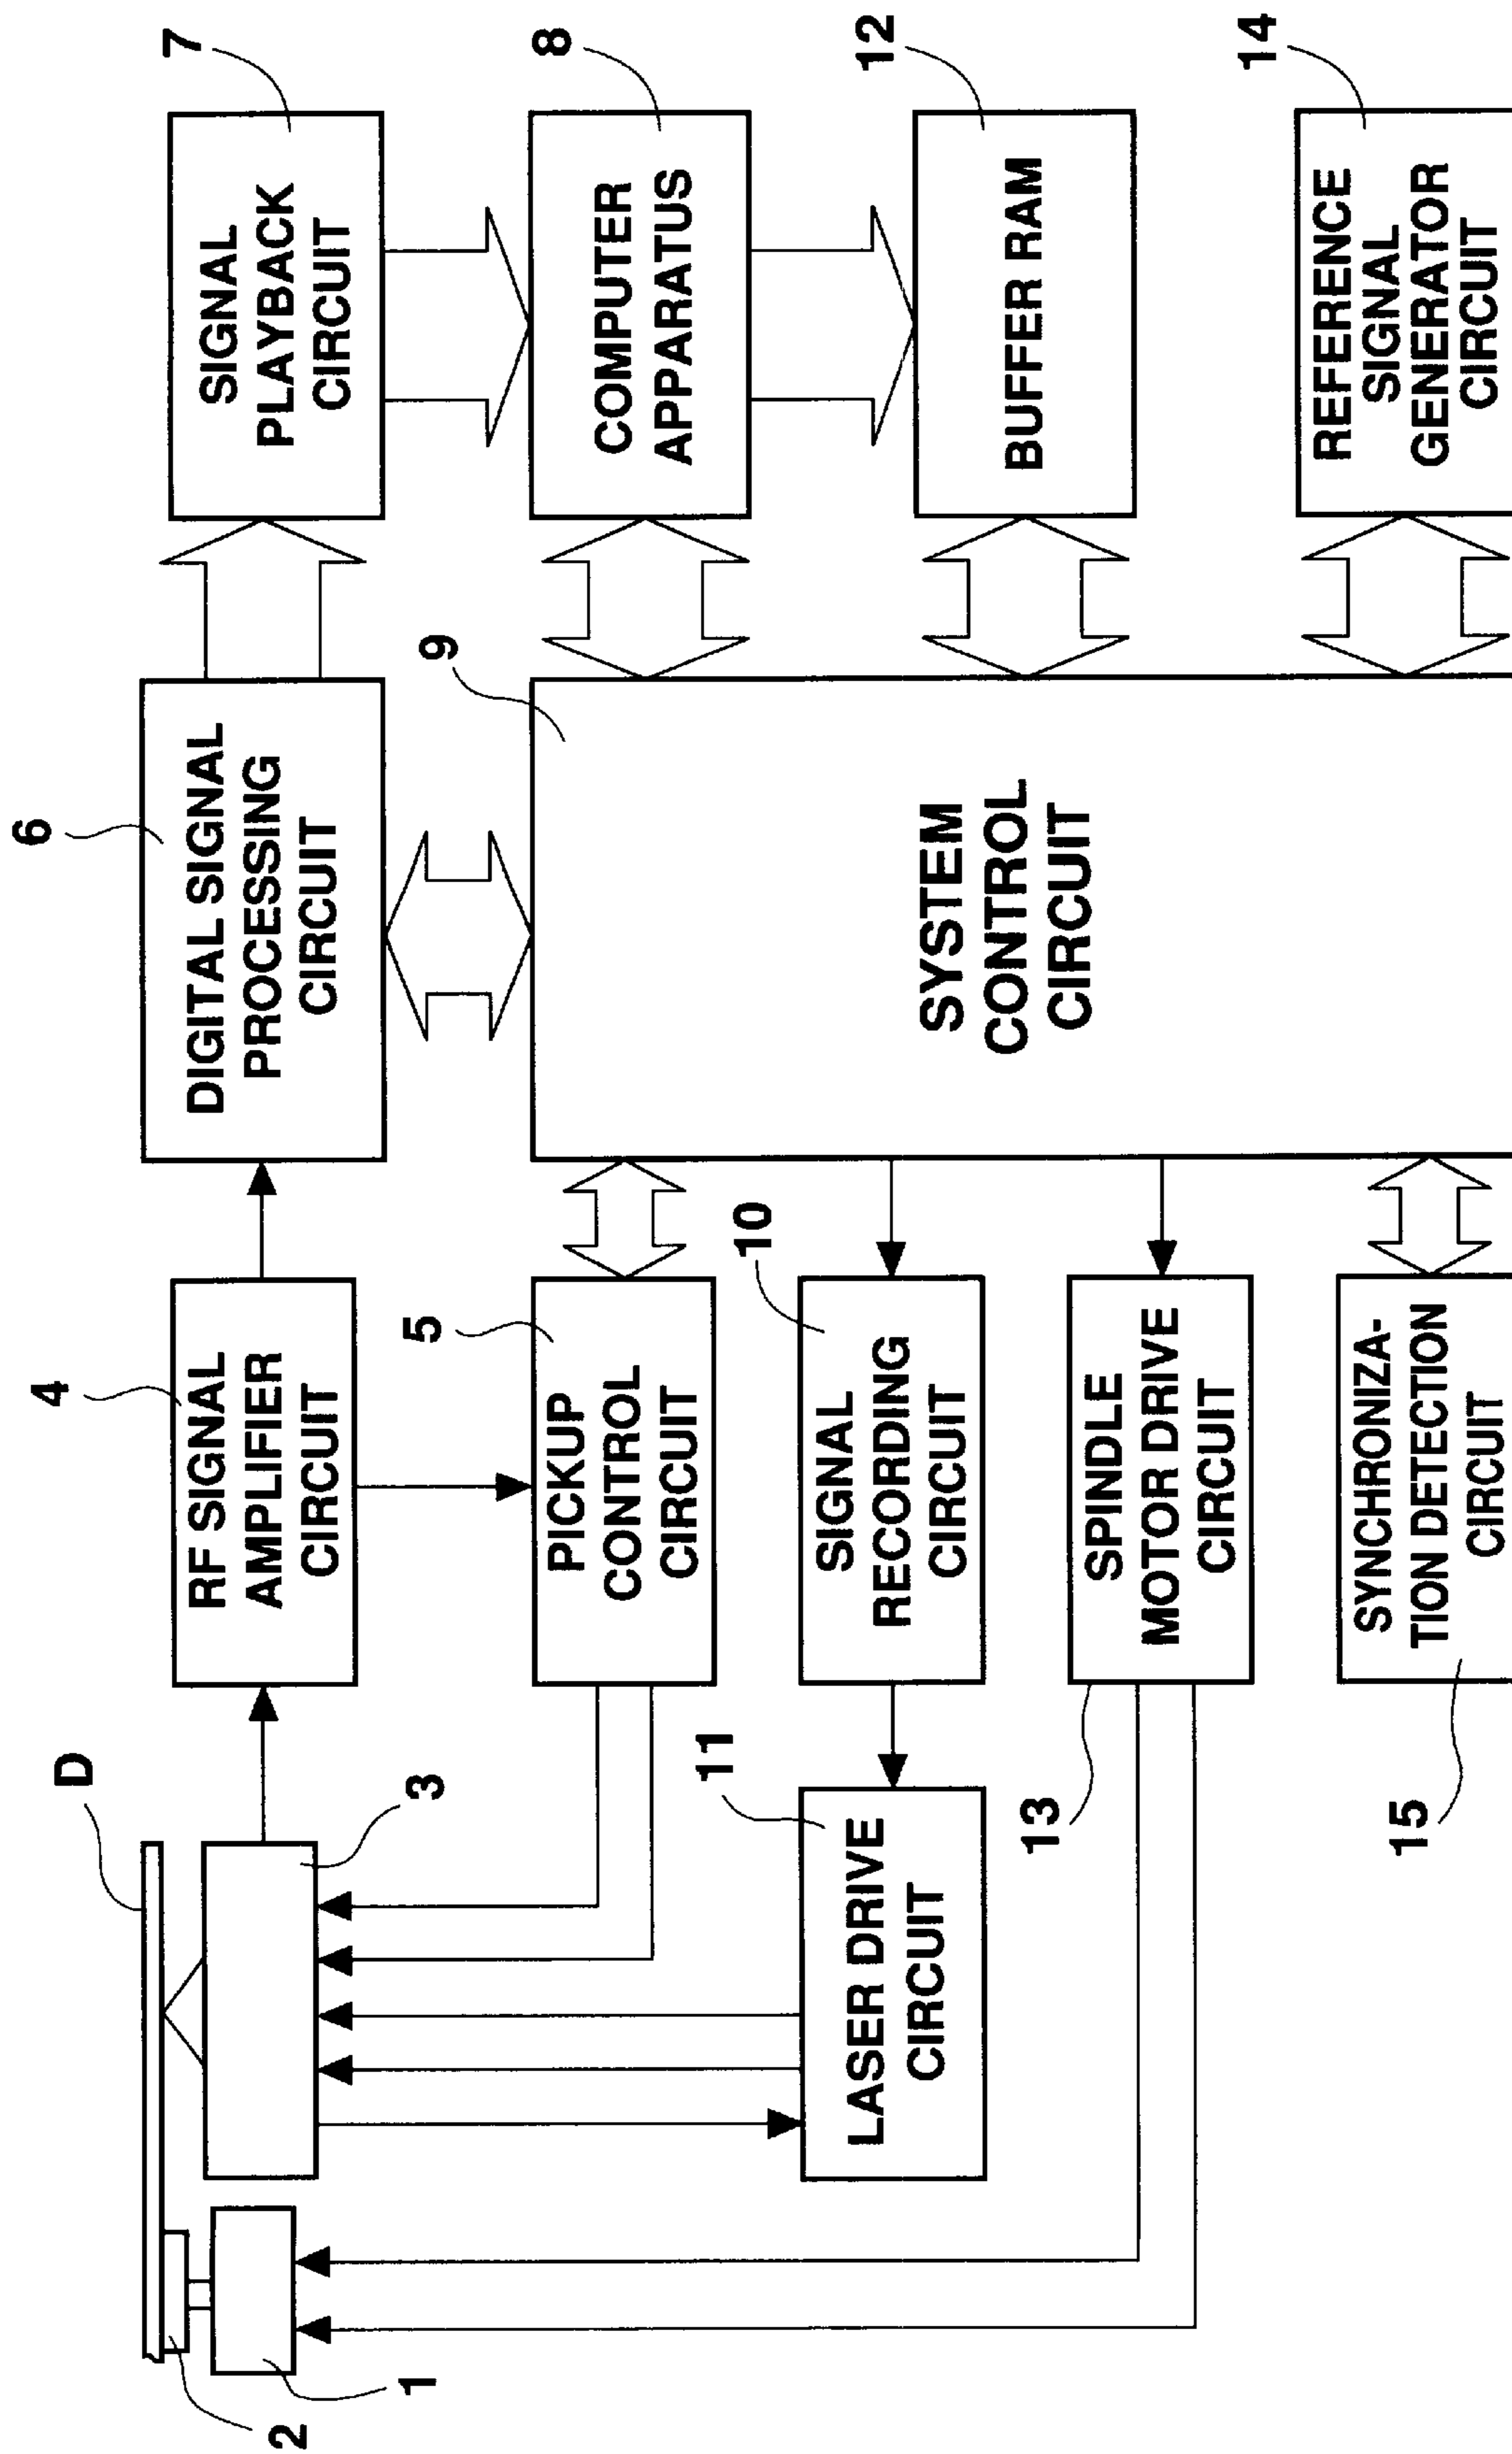 D
2
1
3
4
RF SIGNAL
AMPLIFIER
CIRCUIT
6
DIGITAL SIGNAL
PROCESSING
CIRCUIT
7
SIGNAL
PLAYBACK
CIRCUIT
5
PICKUP
CONTROL
CIRCUIT
9
SYSTEM
CONTROL
CIRCUIT
8
COMPUTER
APPARATUS
11
LASER DRIVE
CIRCUIT
10
SIGNAL
RECORDING
CIRCUIT
12
BUFFER RAM
13
SPINDLE
MOTOR DRIVE
CIRCUIT
14
REFERENCE
SIGNAL
GENERATOR
CIRCUIT
15
SYNCHRONIZA-
TION DETECTION
CIRCUIT